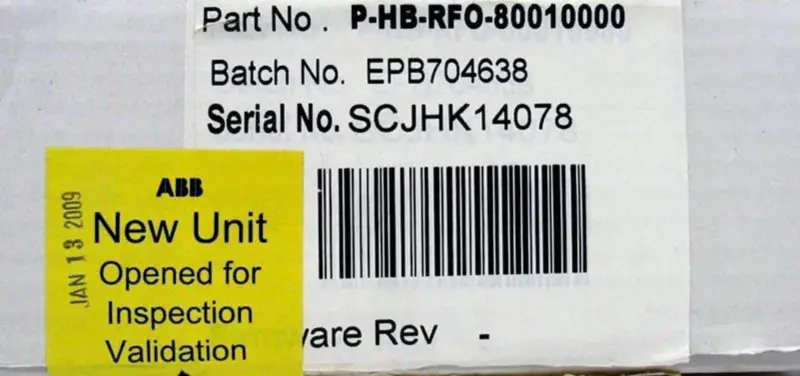 Part No. P-HB-RFO-80010000
Batch No. EPB704638
Serial No. SCJHK14078
ABB
New Unit
Opened for
Inspection
Validation
JAN 13 2009
ware Rev -